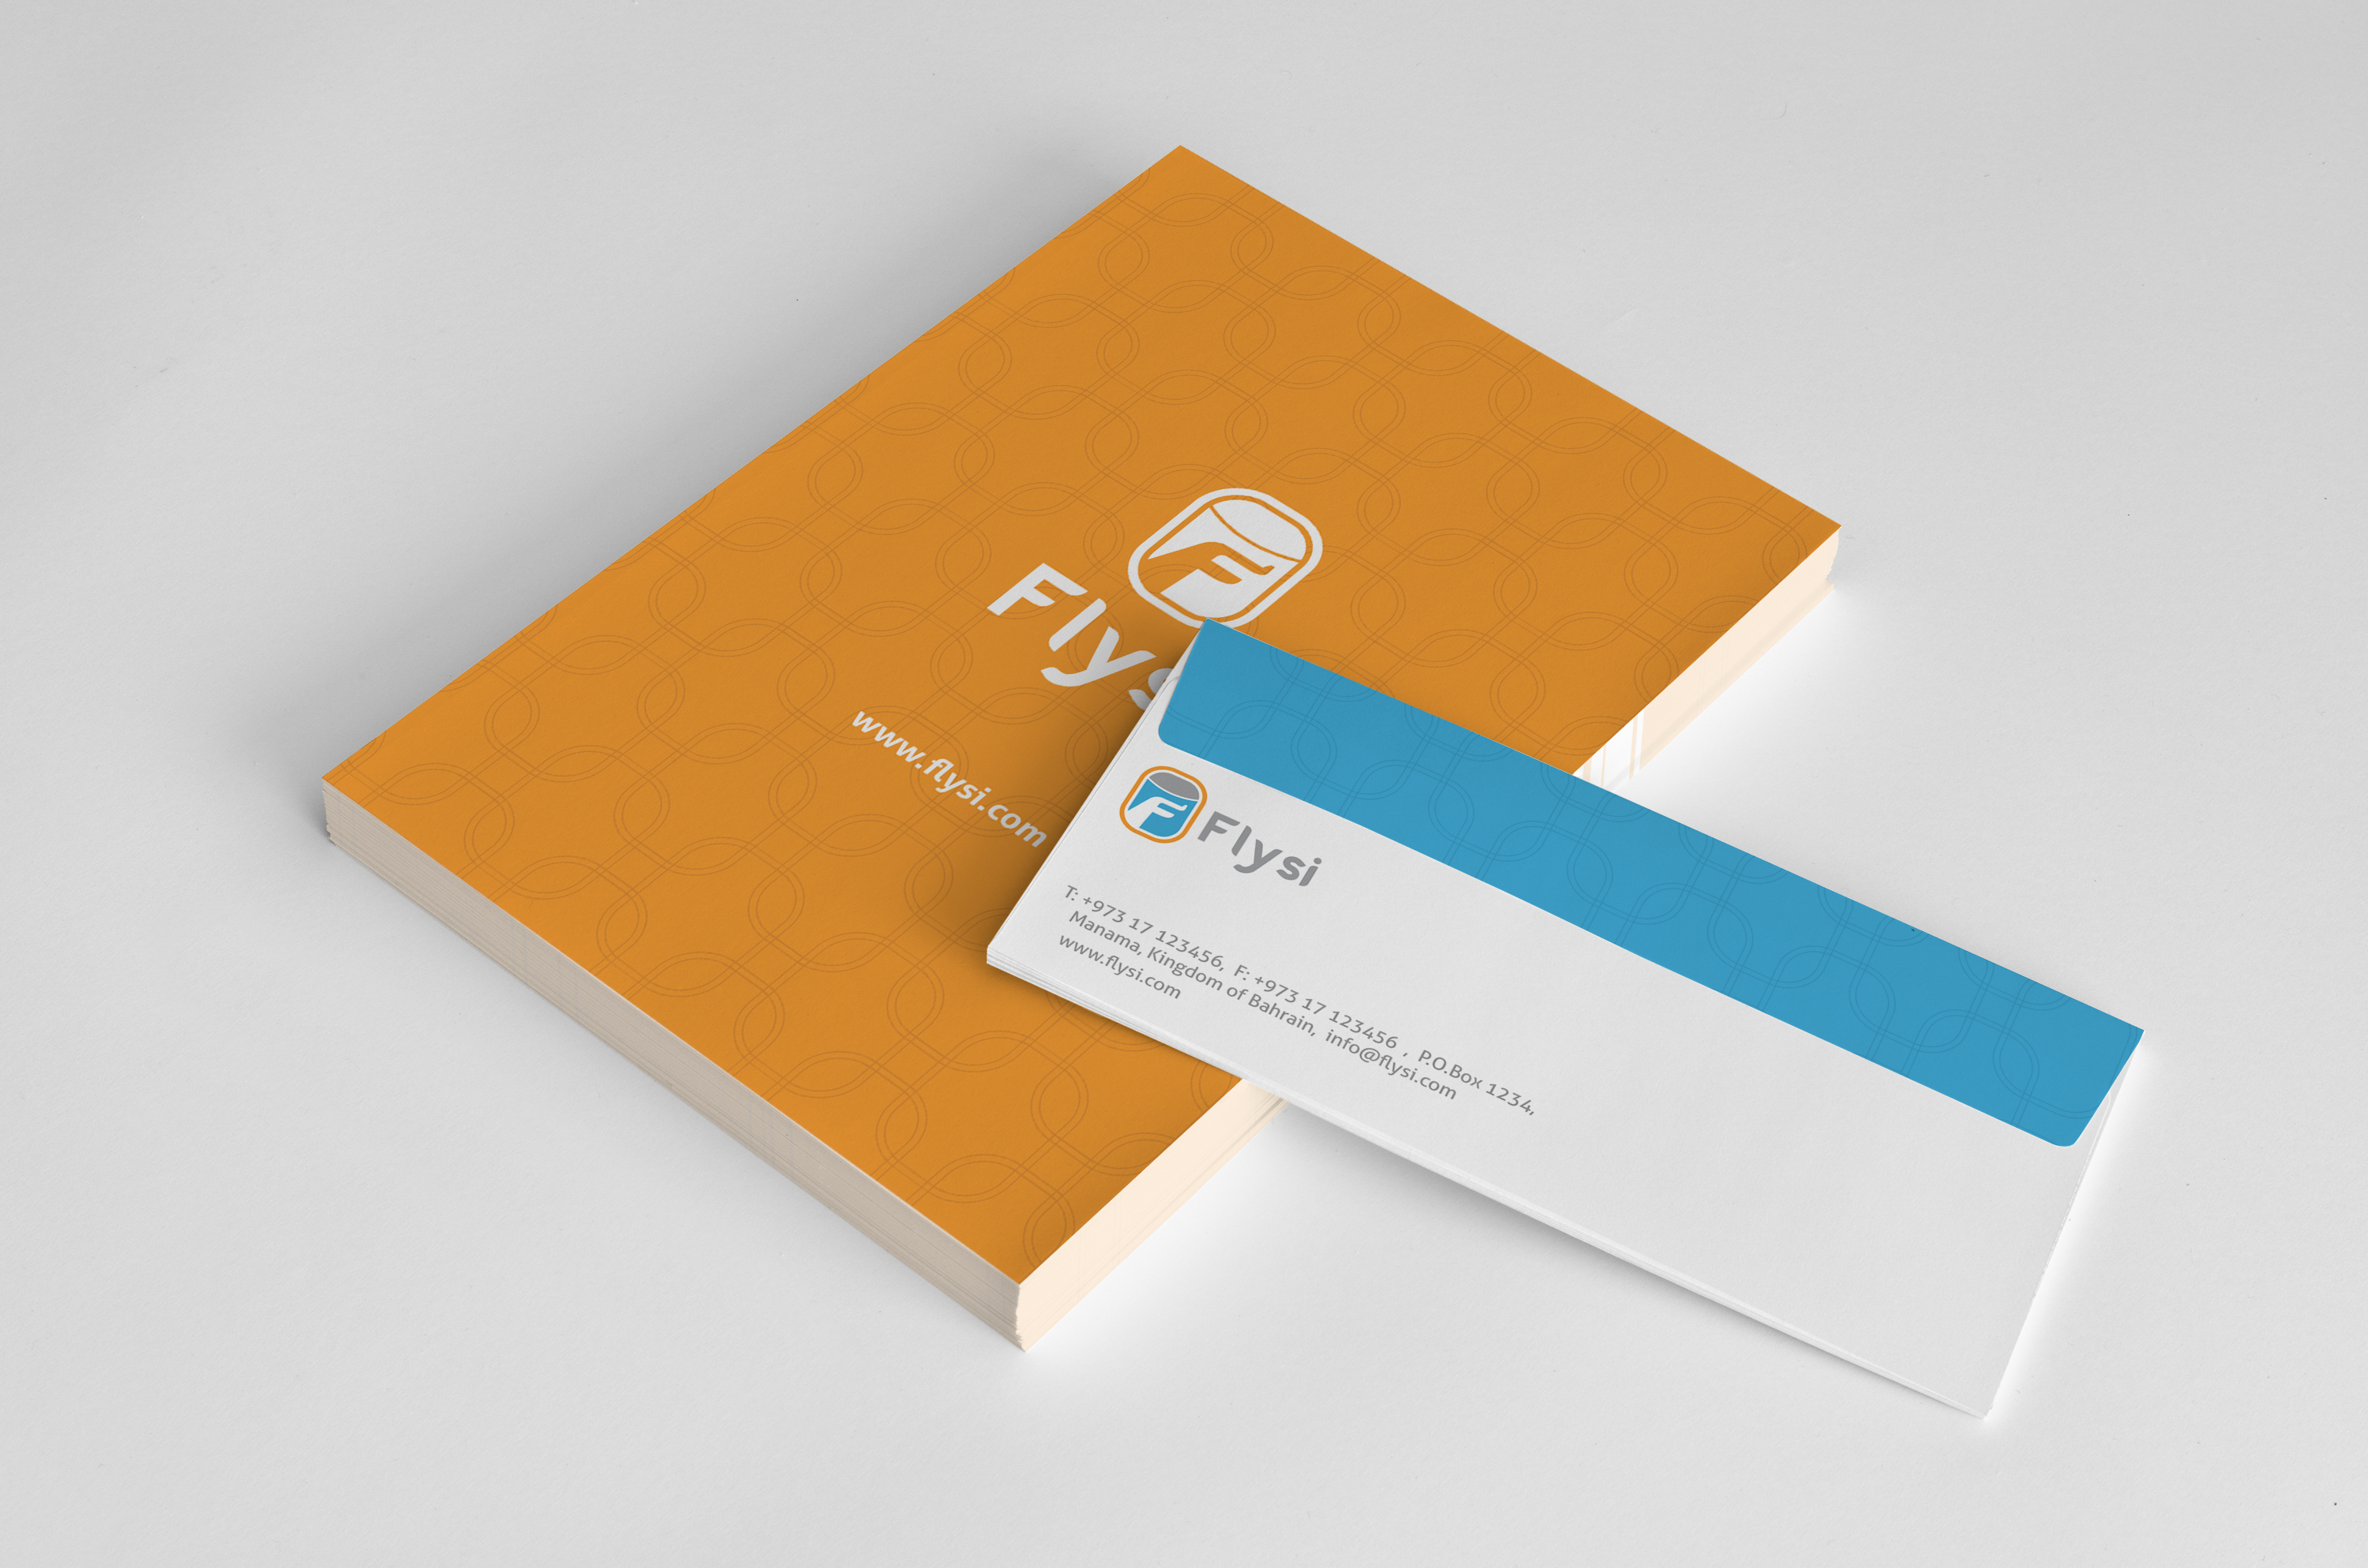 Flys
www.flysi.com
Flysi
T: +973 17 123456, F: +973 17 123456 , P.O.Box 1234,
Manama, Kingdom of Bahrain, info@flysi.com
www.flysi.com